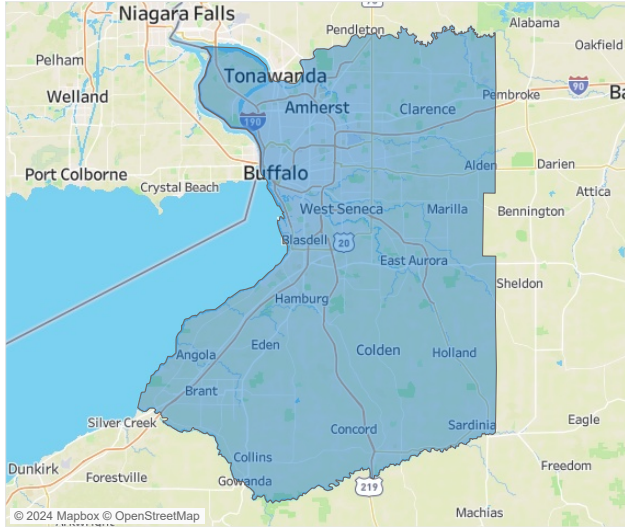 Niagara Falls
Pendleton
Alabama
Oakfield
Pelham
Tonawanda
Welland
Amherst
Clarence
Pembroke
90
Ba
190
Port Colborne
Buffalo
Alden
Darien
Crystal Beach
Attica
West Seneca
Marilla
Bennington
Blasdell
20
East Aurora
Sheldon
Hamburg
Eden
Angola
Colden
Holland
Brant
Silver Creek
Concord
Sardinia
Eagle
Dunkirk
Collins
Freedom
Forestville
Gowanda
219
© 2024 Mapbox © OpenStreetMap
Machias